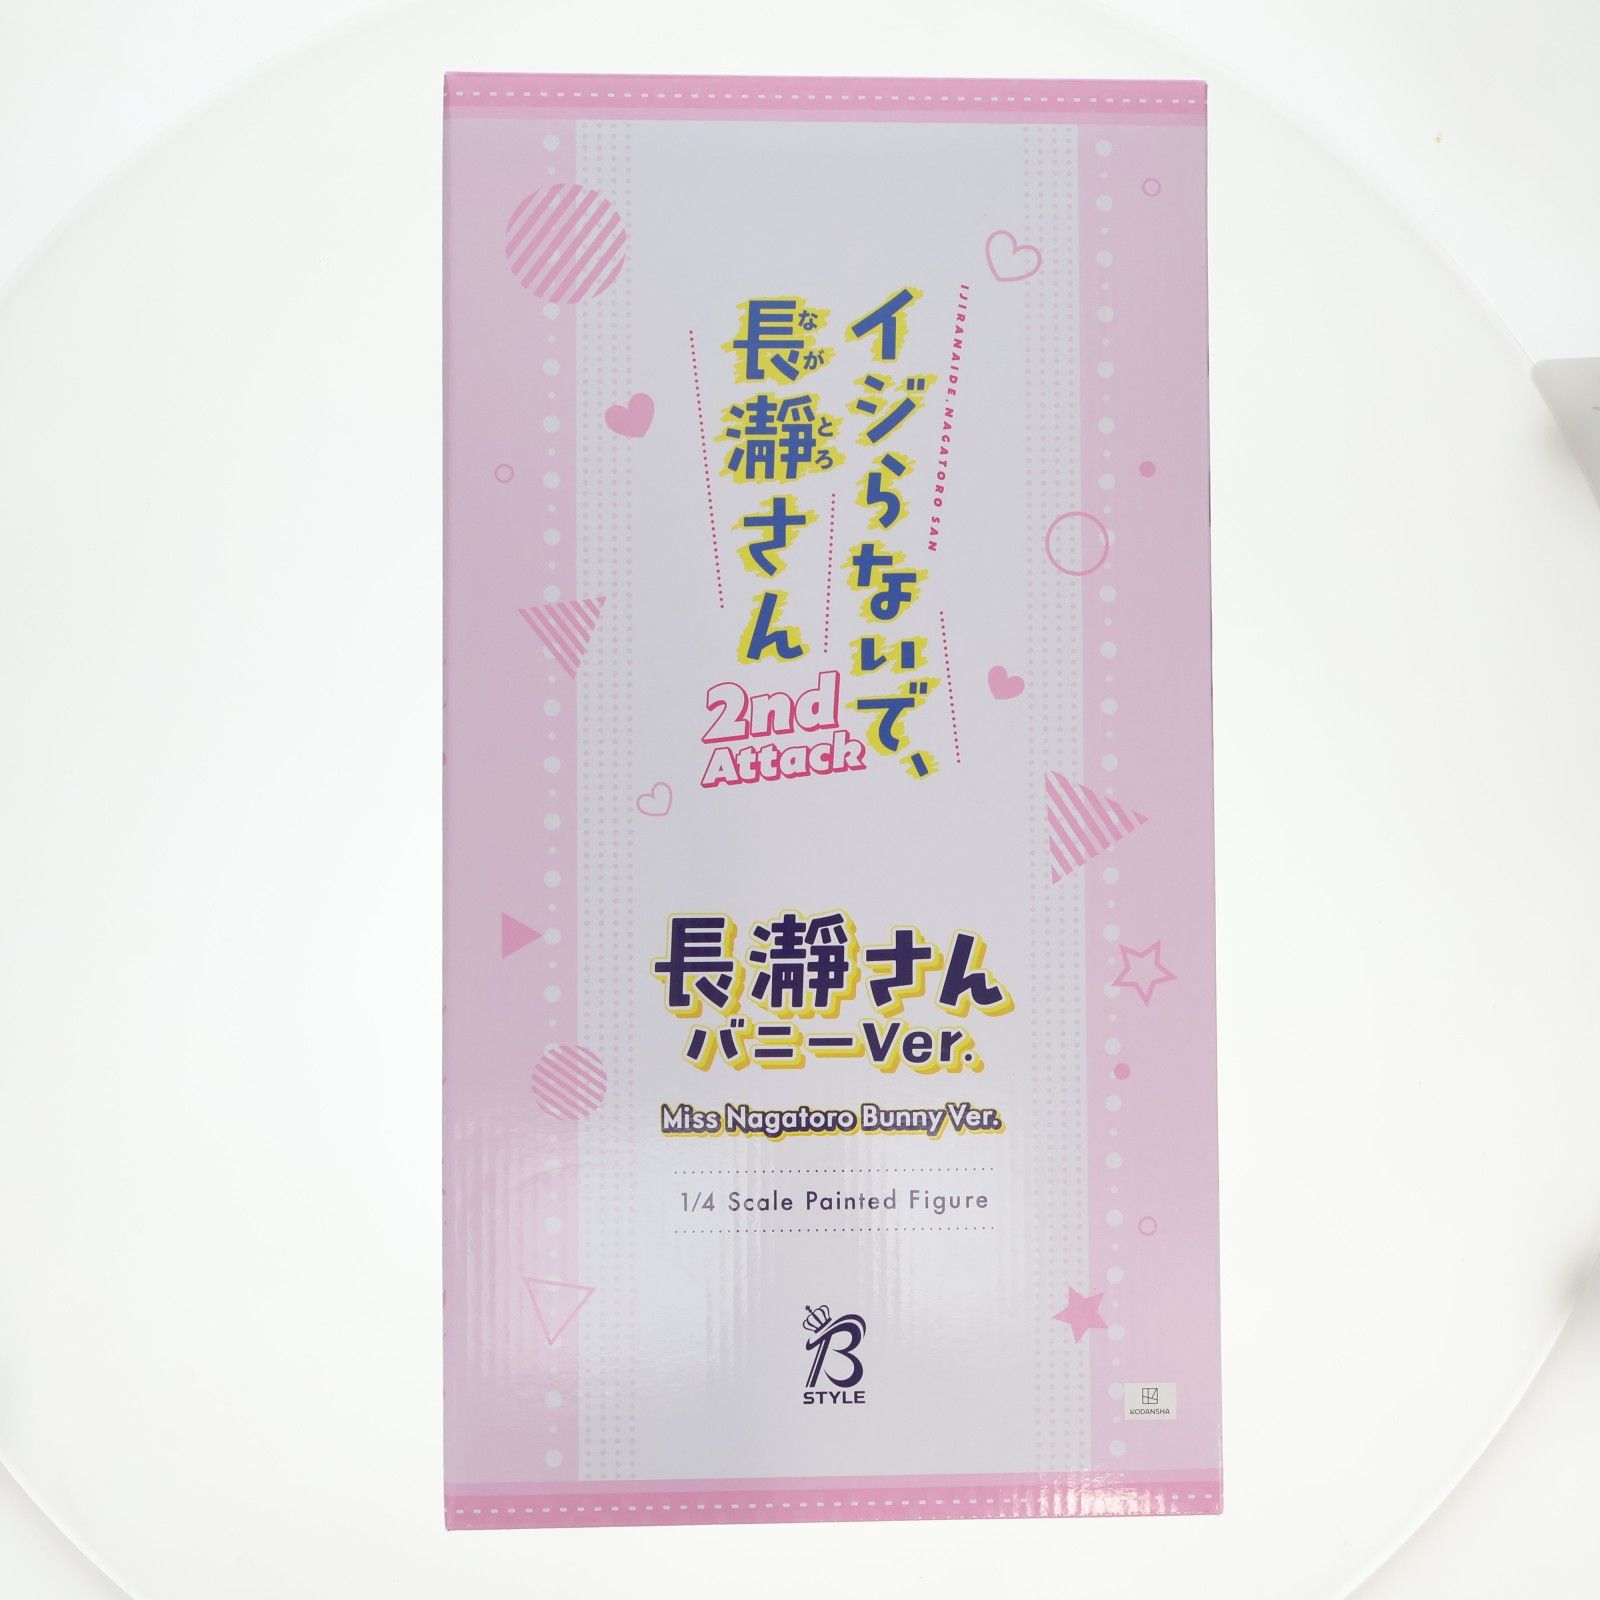 IJIRANAIDE, NAGATORO SAN
イジらないで、
長瀞さん
ながとろ
2nd
Attack
長瀞さん
バニーVer.
Miss Nagatoro Bunny Ver.
1/4 Scale Painted Figure
B
STYLE
KODANSHA